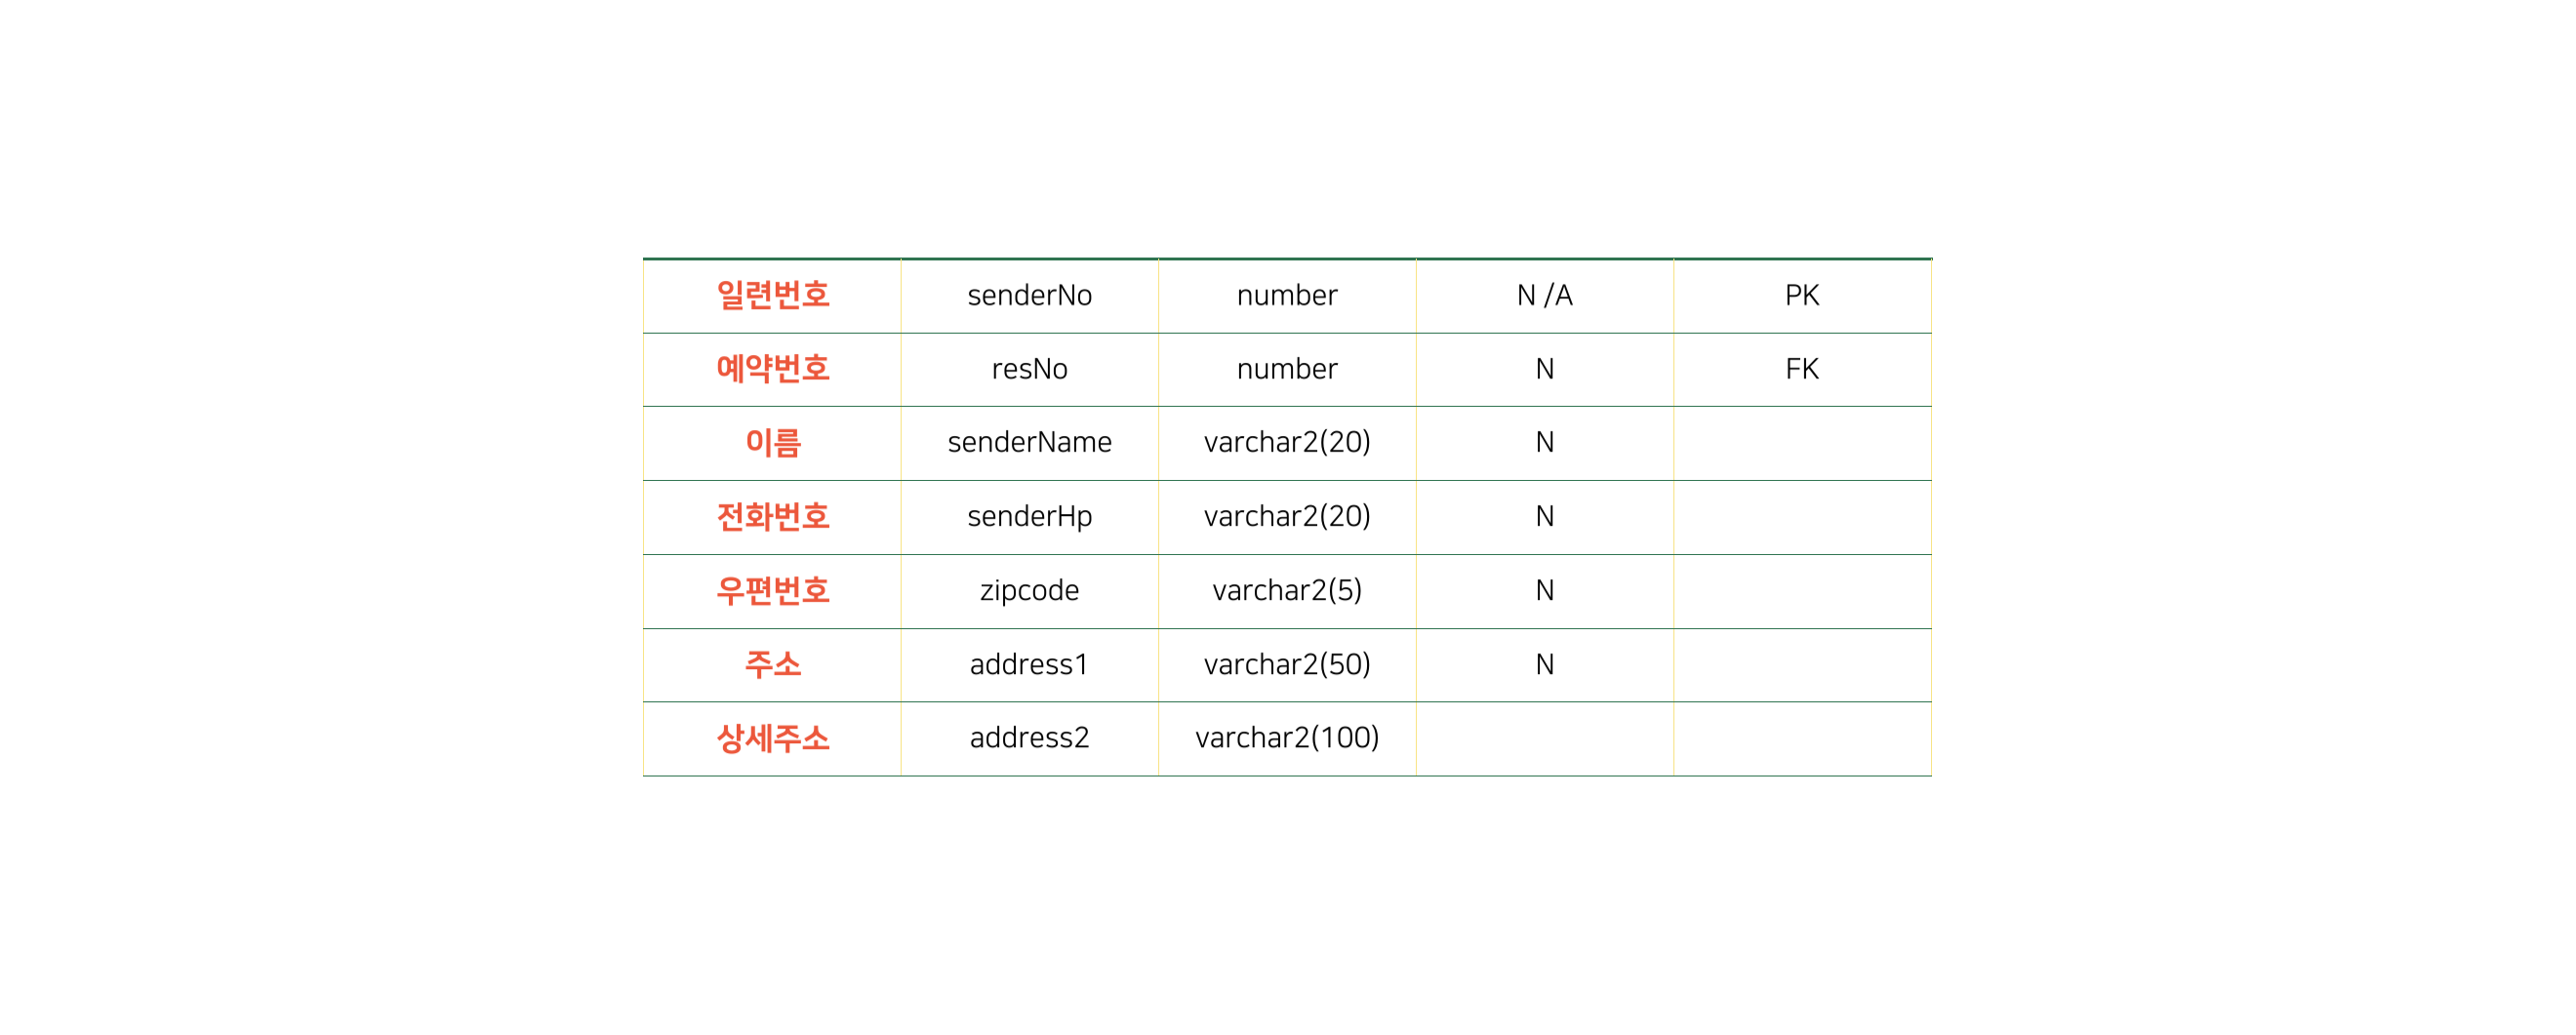 일련번호 senderNo number N /A PK
예약번호 resNo number N FK
이름 senderName varchar2(20) N
전화번호 senderHp varchar2(20) N
우편번호 zipcode varchar2(5) N
주소 address1 varchar2(50) N
상세주소 address2 varchar2(100)